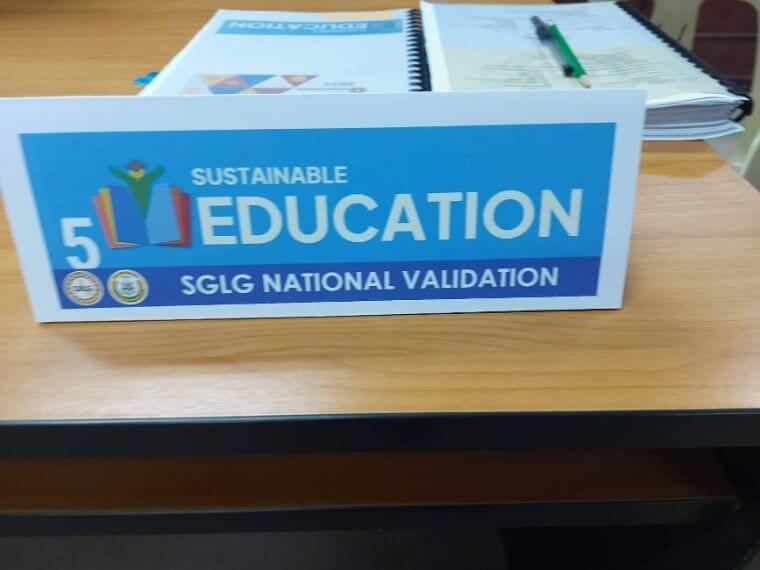 EDUCATION
SUSTAINABLE
EDUCATION
5
SGLG NATIONAL VALIDATION